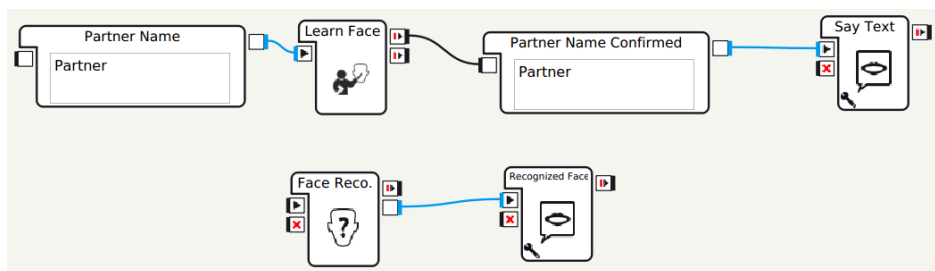 Partner Name
Partner
Learn Face
Partner Name Confirmed
Partner
Say Text
Face Reco.
?
Recognized Face